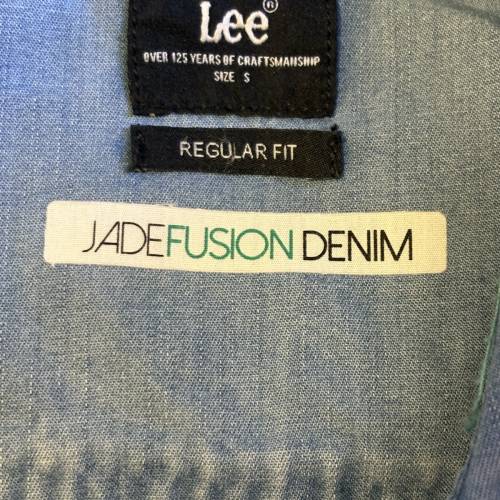 Lee®
OVER 125 YEARS OF CRAFTSMANSHIP
SIZE S
REGULAR FIT
JADEFUSION DENIM